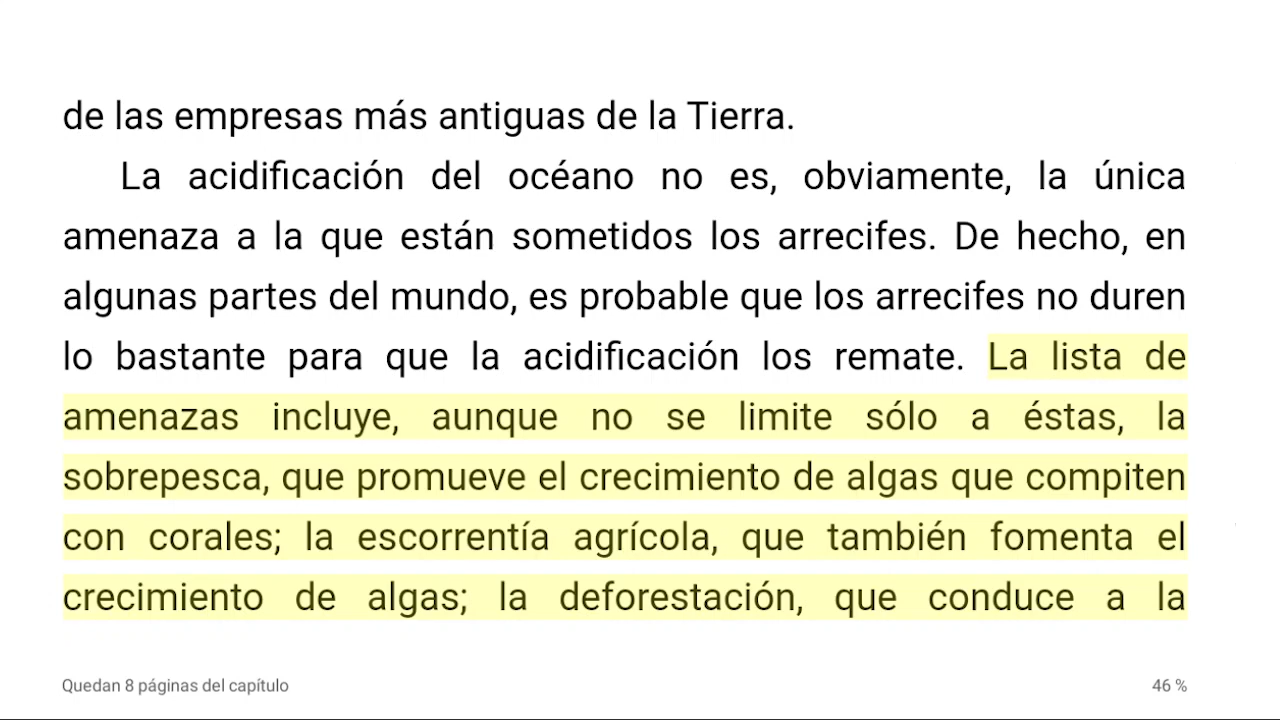 de las empresas más antiguas de la Tierra.
La acidificación del océano no es, obviamente, la única
amenaza a la que están sometidos los arrecifes. De hecho, en
algunas partes del mundo, es probable que los arrecifes no duren
lo bastante para que la acidificación los remate. La lista de
amenazas incluye, aunque no se limite sólo a éstas, la
sobrepesca, que promueve el crecimiento de algas que compiten
con corales; la escorrentía agrícola, que también fomenta el
crecimiento de algas; la deforestación, que conduce a la
Quedan 8 páginas del capítulo
46 %